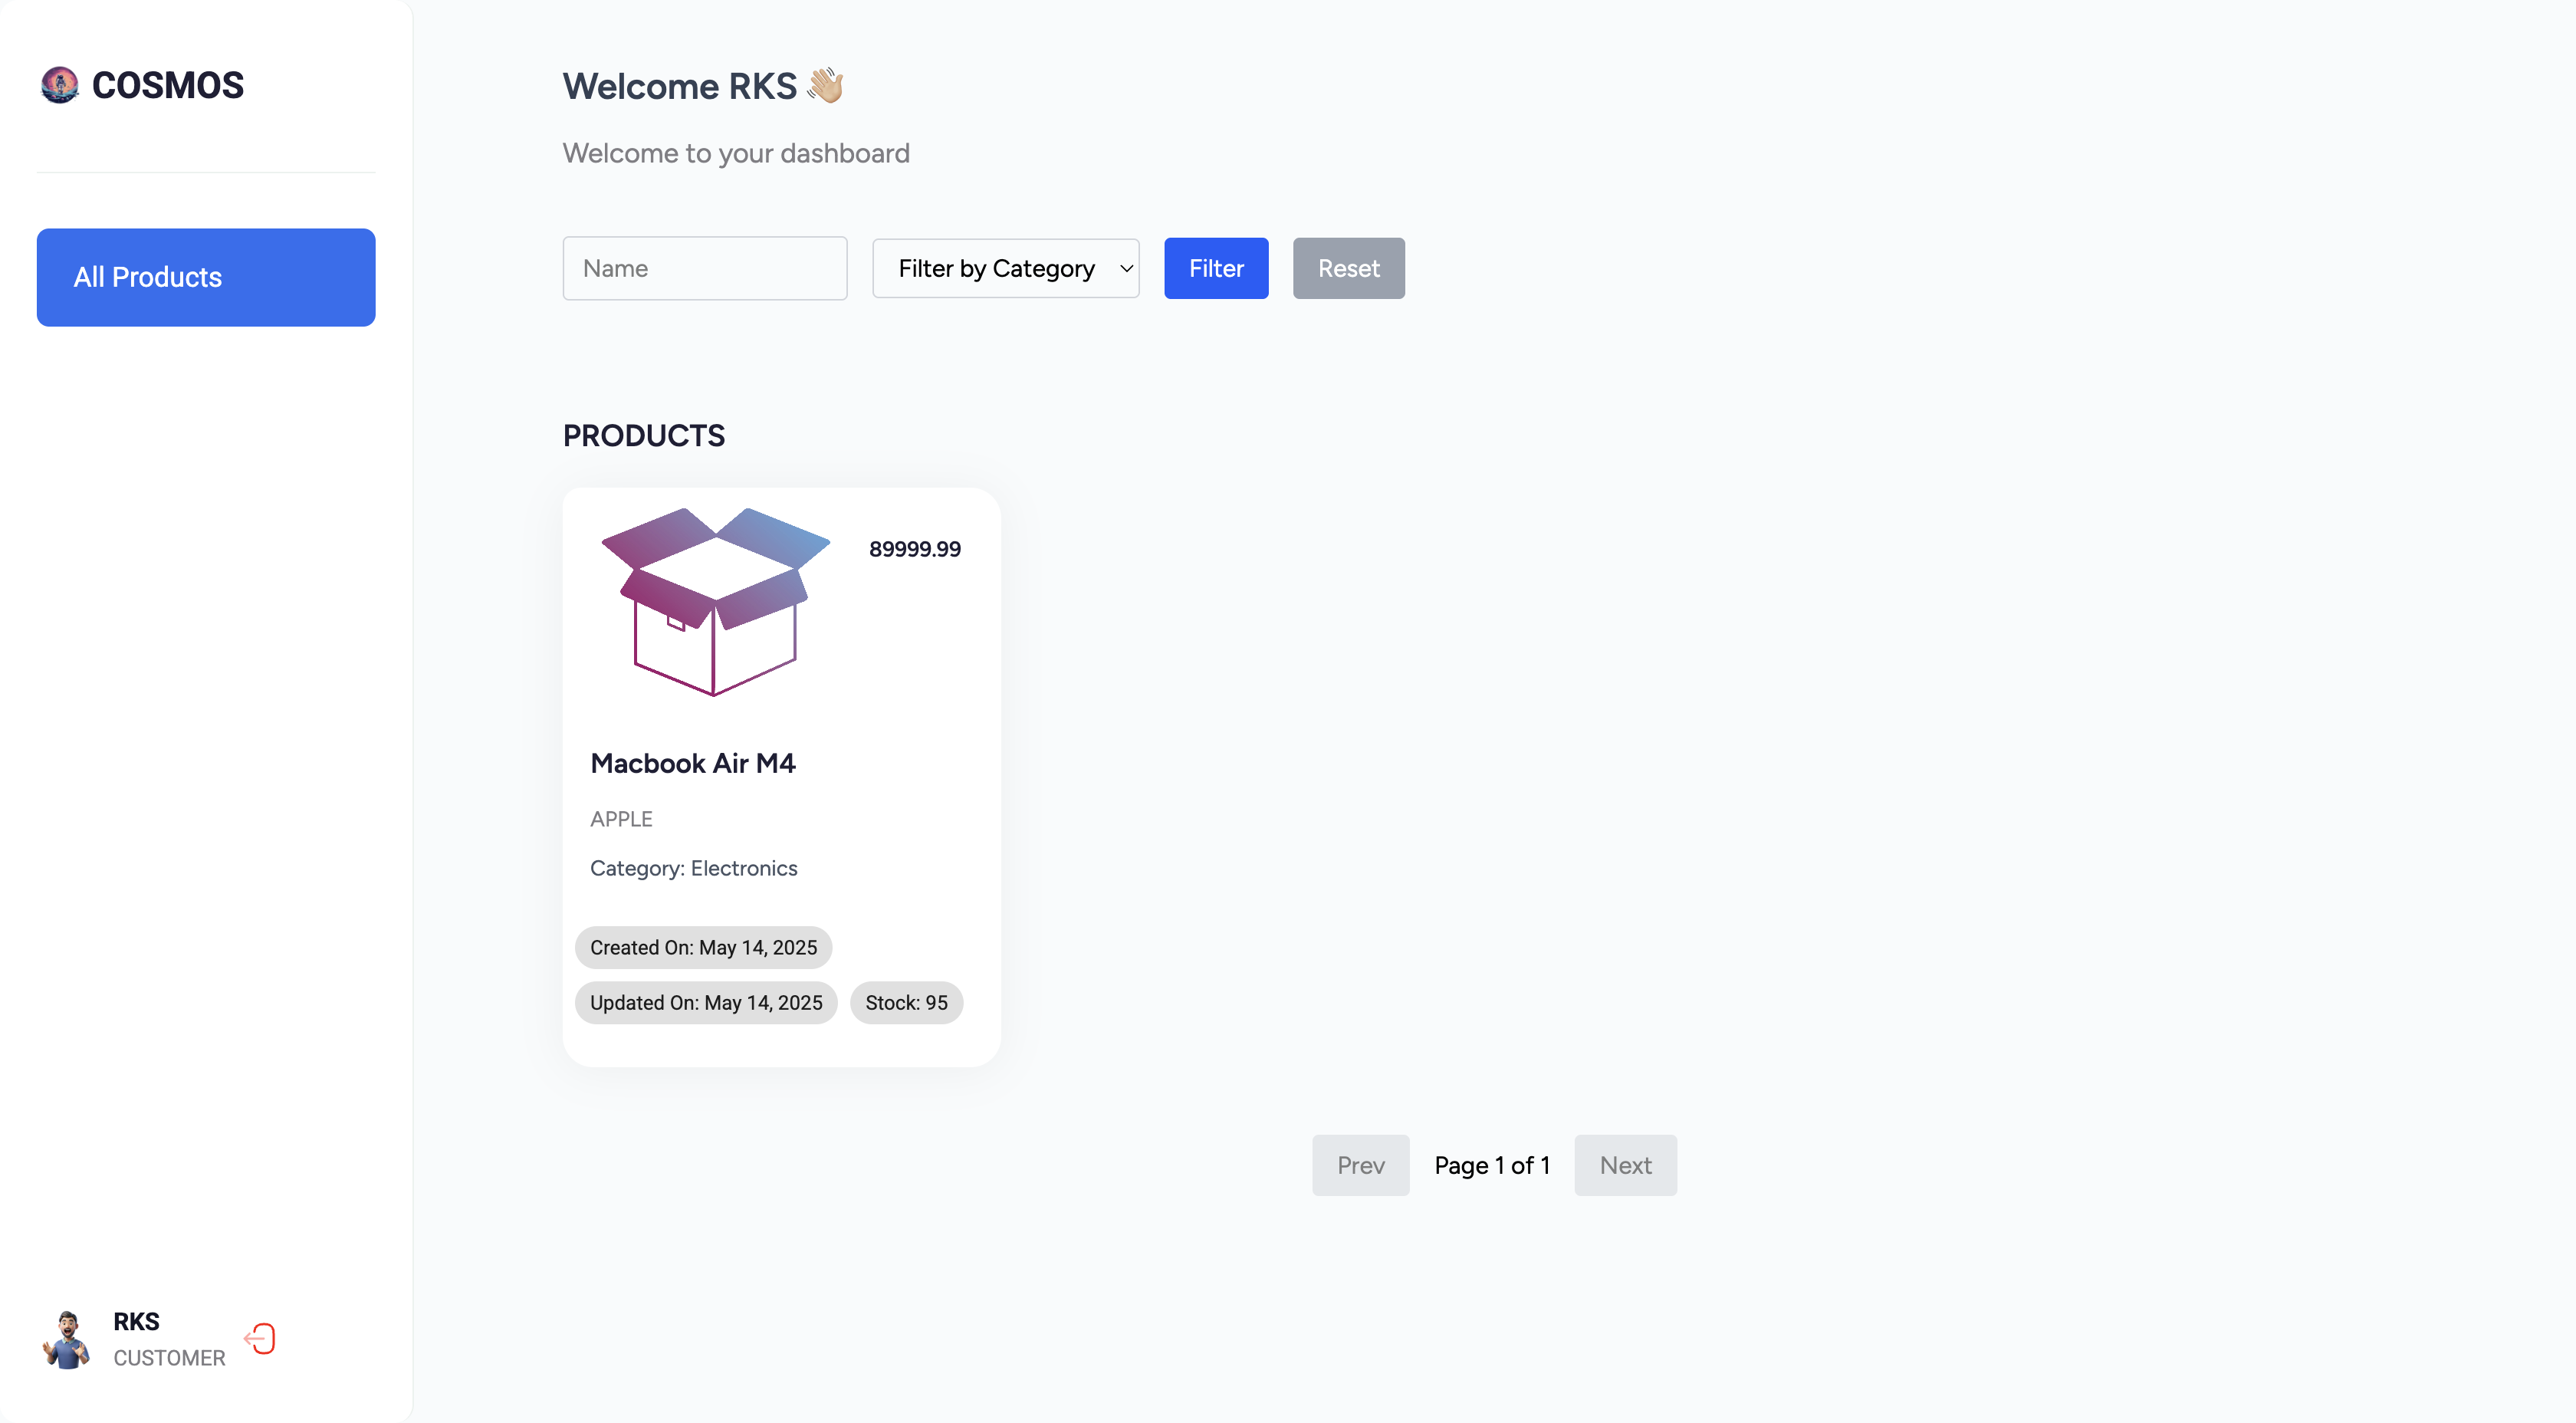 COSMOS
All Products
RKS
CUSTOMER
Welcome RKS 👋🏼
Welcome to your dashboard
Name
Filter by Category
Filter
Reset
PRODUCTS
89999.99
Macbook Air M4
APPLE
Category: Electronics
Created On: May 14, 2025
Updated On: May 14, 2025
Stock: 95
Prev
Page 1 of 1
Next